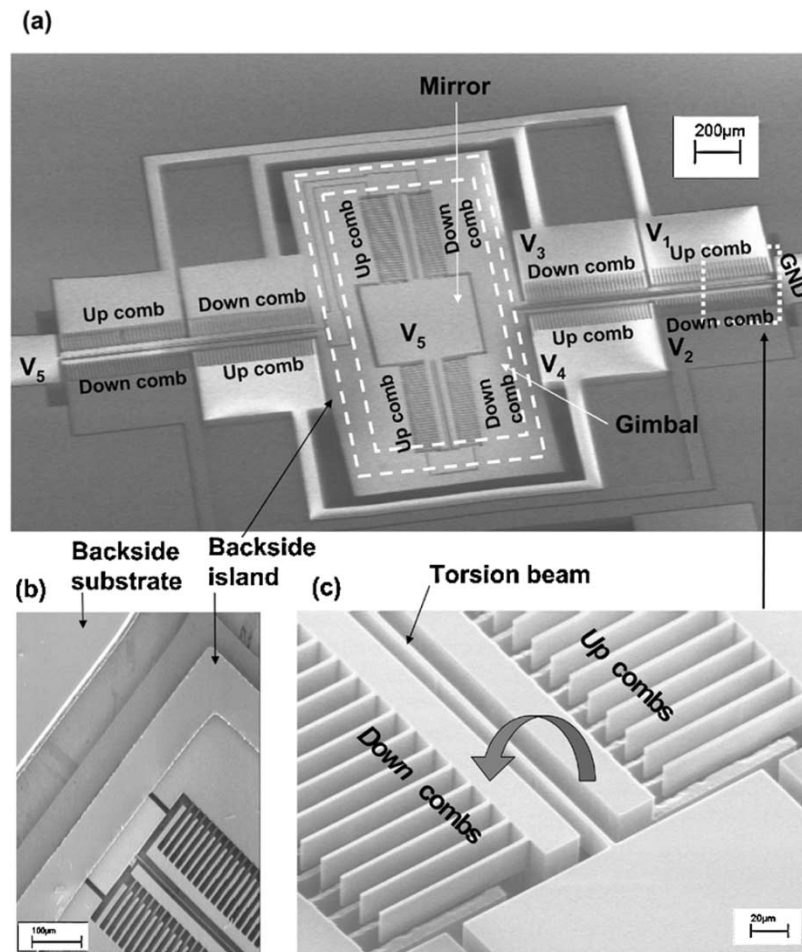 (a)
Mirror
200µm
Up comb
Down
comb
V3
V1
Down comb
Up comb
GND
Up comb
Down comb
V5
V5
Down comb
Up comb
Up comb
Down
comb
V4
Up comb
Down comb
V2
Gimbal
Backside
substrate
Backside
island
(b)
100µm
(c)
Torsion beam
Up combs
Down combs
20µm